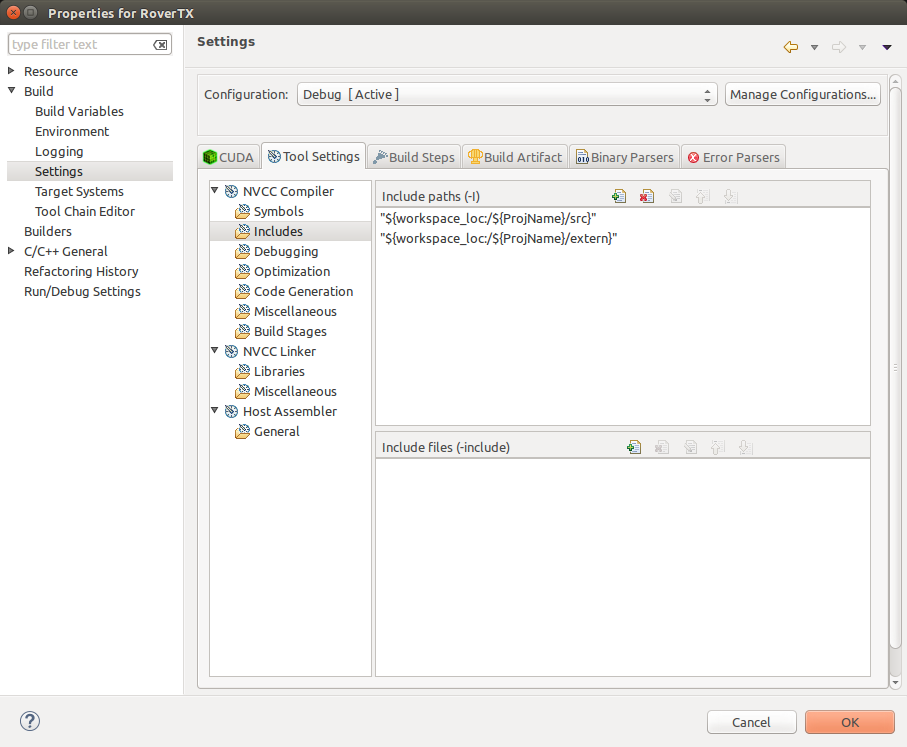 Properties for RoverTX
type filter text
Resource
Build
Build Variables
Environment
Logging
Settings
Target Systems
Tool Chain Editor
Builders
C/C++ General
Refactoring History
Run/Debug Settings
Settings
Configuration: Debug [ Active ] Manage Configurations...
CUDA Tool Settings Build Steps Build Artifact Binary Parsers Error Parsers
NVCC Compiler
Symbols
Includes
Debugging
Optimization
Code Generation
Miscellaneous
Build Stages
NVCC Linker
Libraries
Miscellaneous
Host Assembler
General
Include paths (-I)
"${workspace_loc:/${ProjName}/src}"
"${workspace_loc:/${ProjName}/extern}"
Include files (-include)
? Cancel OK